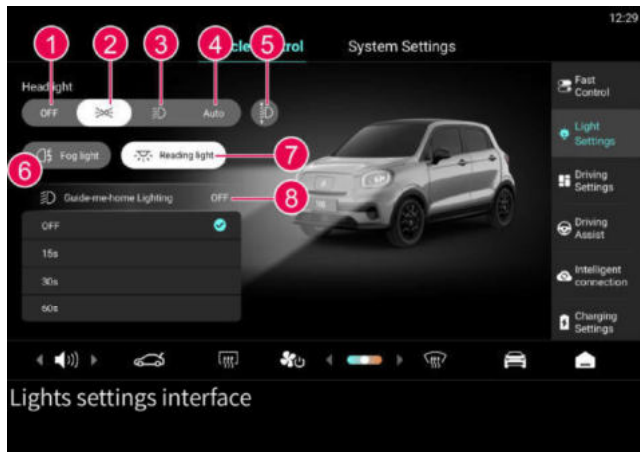 12:29
1 2 3 4 5
cle Control System Settings
Headlight
OFF Auto
Fog light Reading light 7
6
Guide-me-home Lighting OFF 8
OFF
15s
30s
60s
Fast
Control
Light
Settings
Driving
Settings
Driving
Assist
Intelligent
connection
Charging
Settings
Lights settings interface